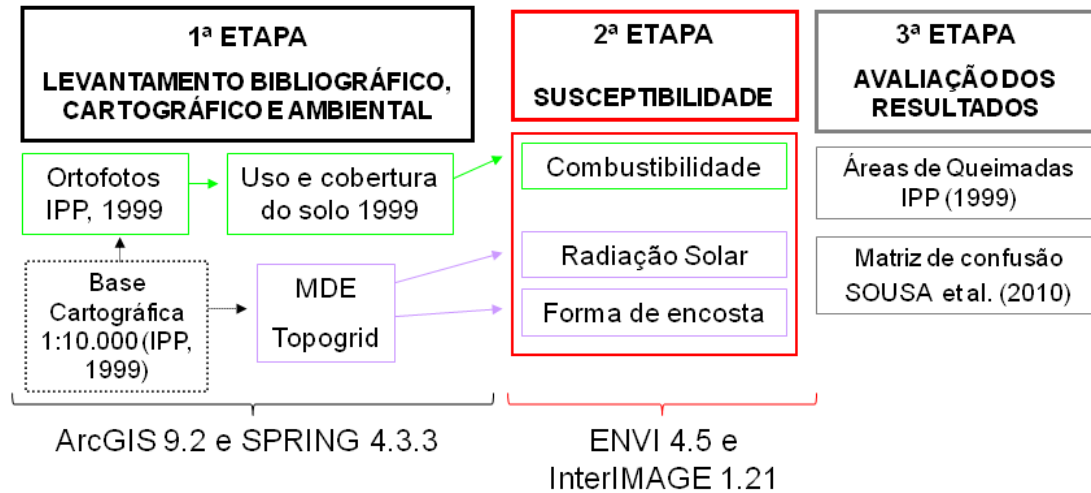 1ª ETAPA
LEVANTAMENTO BIBLIOGRÁFICO,
CARTOGRÁFICO E AMBIENTAL
2ª ETAPA
SUSCEPTIBILIDADE
3ª ETAPA
AVALIAÇÃO DOS
RESULTADOS
Ortofotos
IPP, 1999
Uso e cobertura
do solo 1999
Combustibilidade
Áreas de Queimadas
IPP (1999)
Base
Cartográfica
1:10.000 (IPP,
1999)
MDE
Topogrid
Radiação Solar
Forma de encosta
Matriz de confusão
SOUSA et al. (2010)
ArcGIS 9.2 e SPRING 4.3.3
ENVI 4.5 e
InterIMAGE 1.21